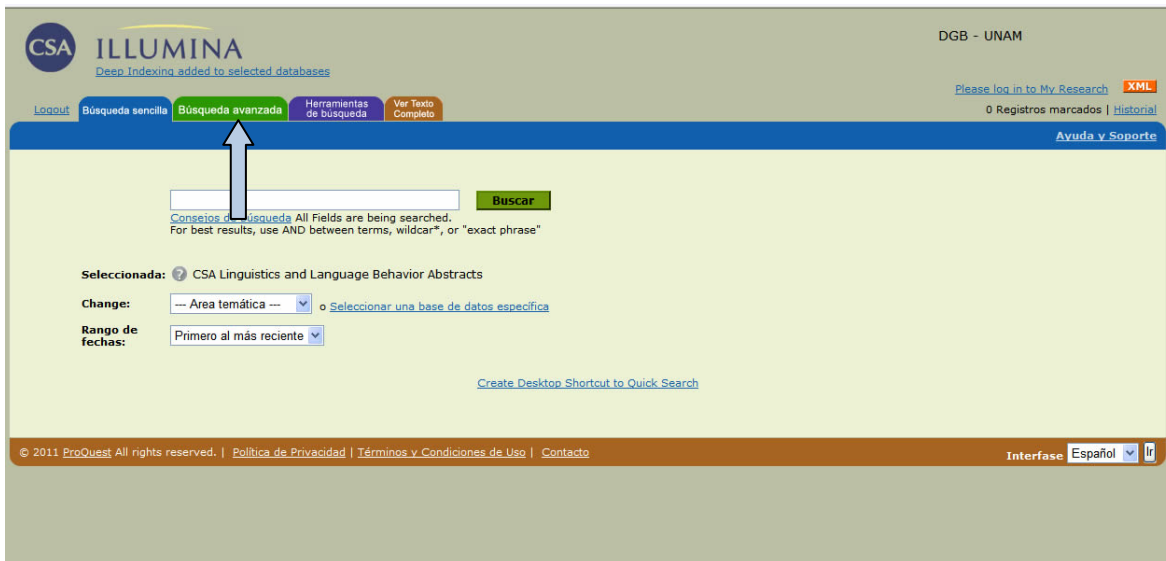 CSA
ILLUMINA
Deep Indexing added to selected databases
DGB - UNAM
Please log in to My Research XML
Logout Búsqueda sencilla Búsqueda avanzada Herramientas de búsqueda Ver Texto Completo
0 Registros marcados | Historial
Ayuda y Soporte
Buscar
Consejos de búsqueda All Fields are being searched.
For best results, use AND between terms, wildcar*, or "exact phrase"
Seleccionada: ? CSA Linguistics and Language Behavior Abstracts
Change: --- Area temática --- o Seleccionar una base de datos específica
Rango de
fechas: Primero al más reciente
Create Desktop Shortcut to Quick Search
© 2011 ProQuest All rights reserved. | Política de Privacidad | Términos y Condiciones de Uso | Contacto
Interfase Español Ir